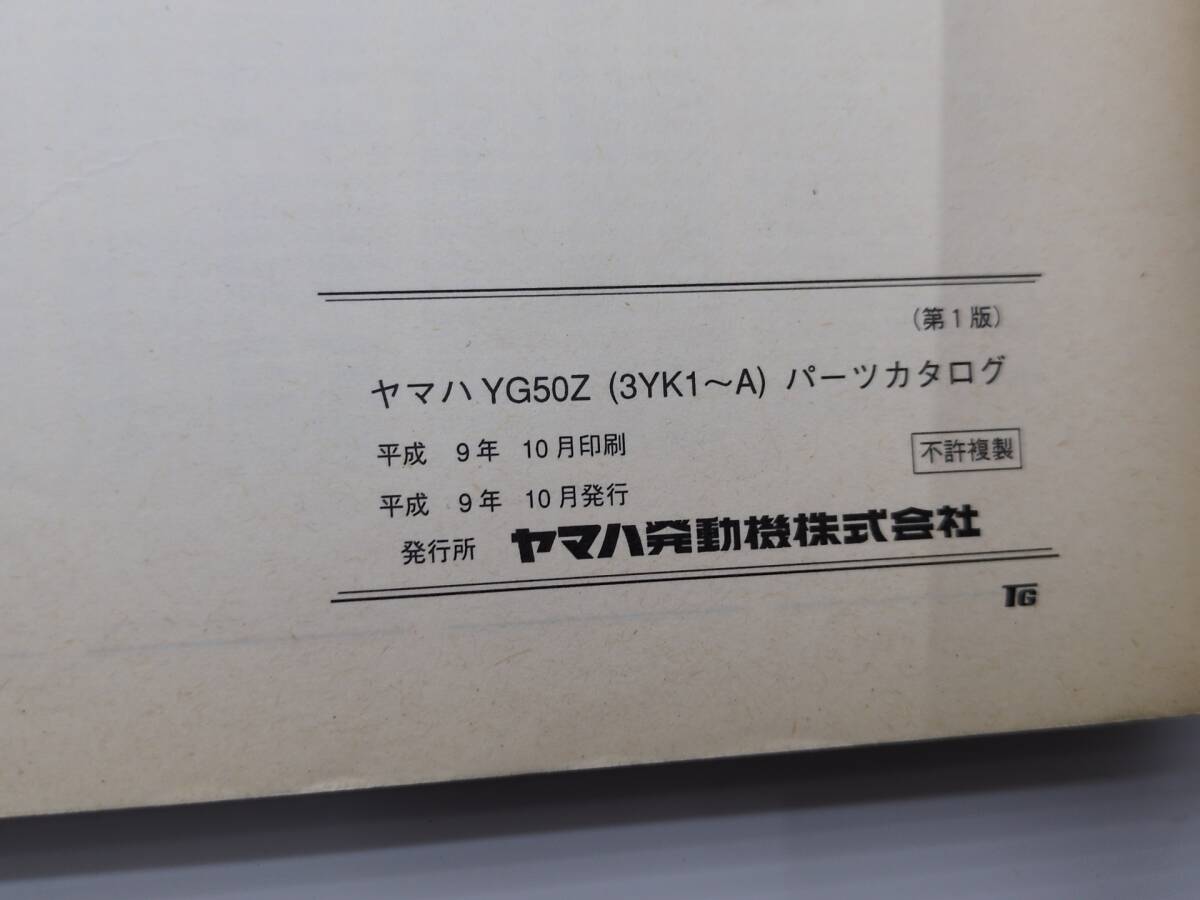 (第1版)
ヤマハ YG50Z (3YK1～A) パーツカタログ
平成 9年 10月印刷
不許複製
平成 9年 10月発行
発行所 ヤマハ発動機株式会社
TG